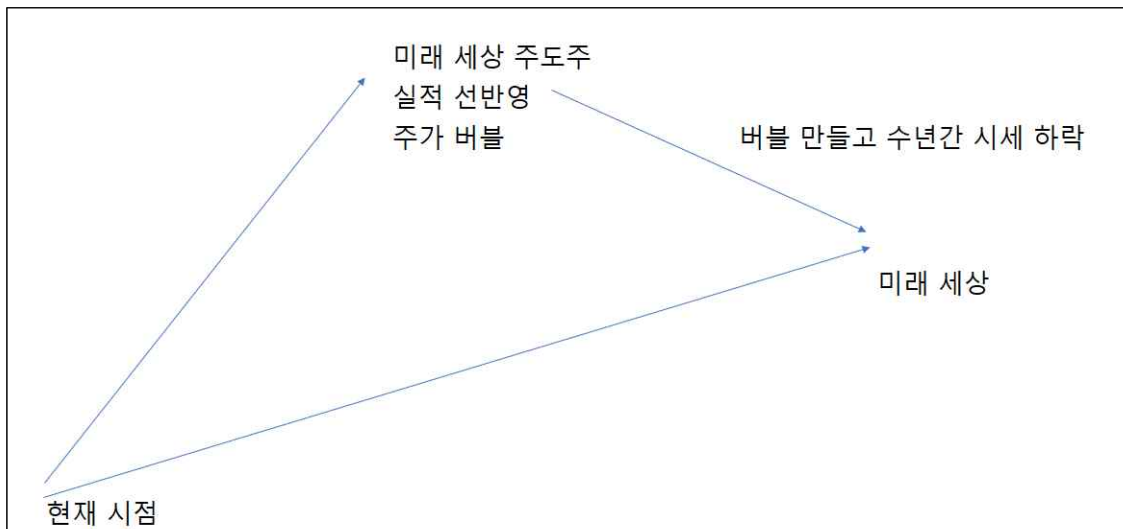 미래 세상 주도주
실적 선반영
주가 버블
버블 만들고 수년간 시세 하락
미래 세상
현재 시점